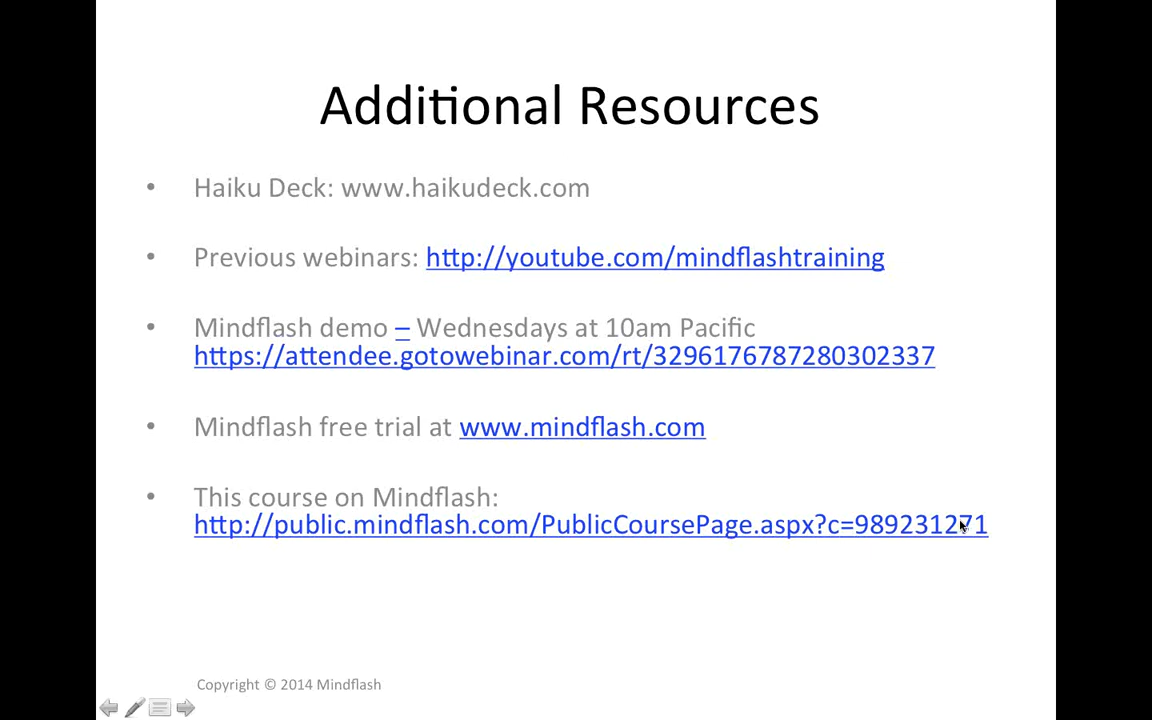 Additional Resources
• Haiku Deck: www.haikudeck.com
• Previous webinars: http://youtube.com/mindflashtraining
• Mindflash demo – Wednesdays at 10am Pacific
https://attendee.gotowebinar.com/rt/3296176787280302337
• Mindflash free trial at www.mindflash.com
• This course on Mindflash:
http://public.mindflash.com/PublicCoursePage.aspx?c=989231271
Copyright © 2014 Mindflash